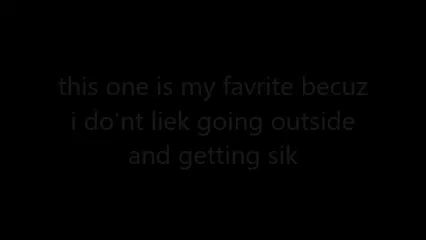 this one is my favrite becuz
i do'nt liek going outside
and getting sik